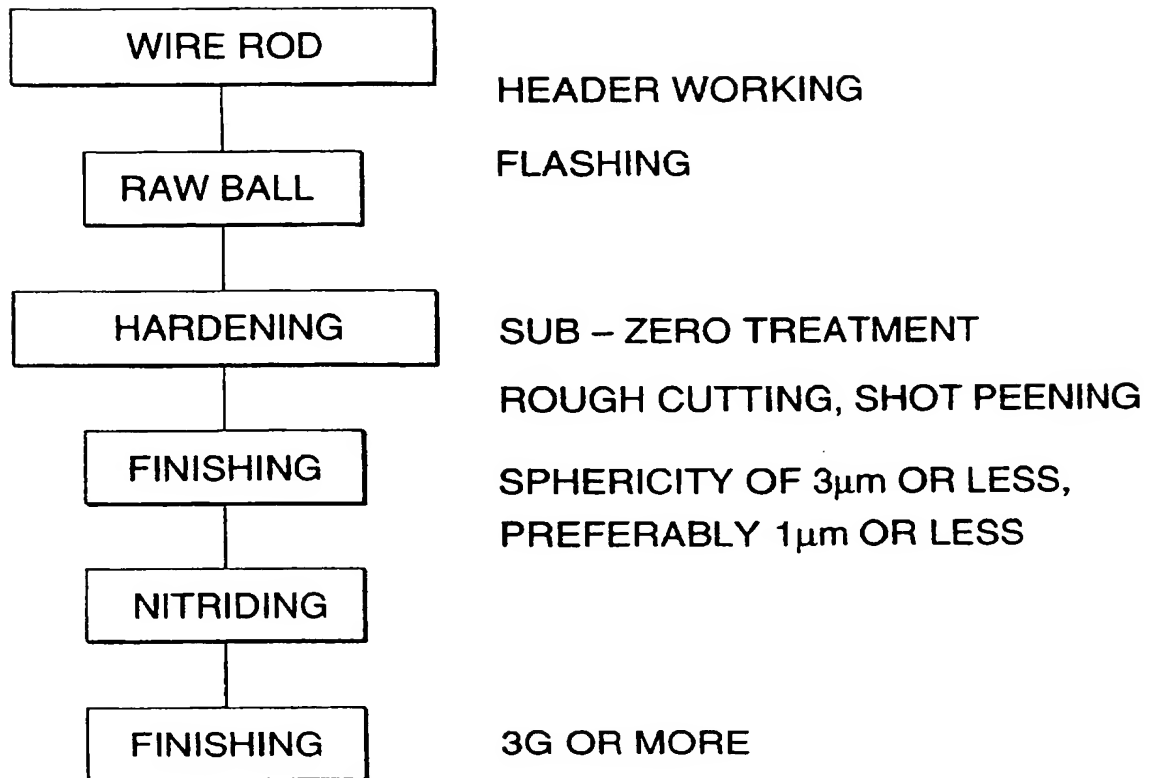 WIRE ROD
HEADER WORKING
FLASHING
RAW BALL
HARDENING
SUB – ZERO TREATMENT
ROUGH CUTTING, SHOT PEENING
FINISHING
SPHERICITY OF 3μm OR LESS,
PREFERABLY 1μm OR LESS
NITRIDING
FINISHING
3G OR MORE